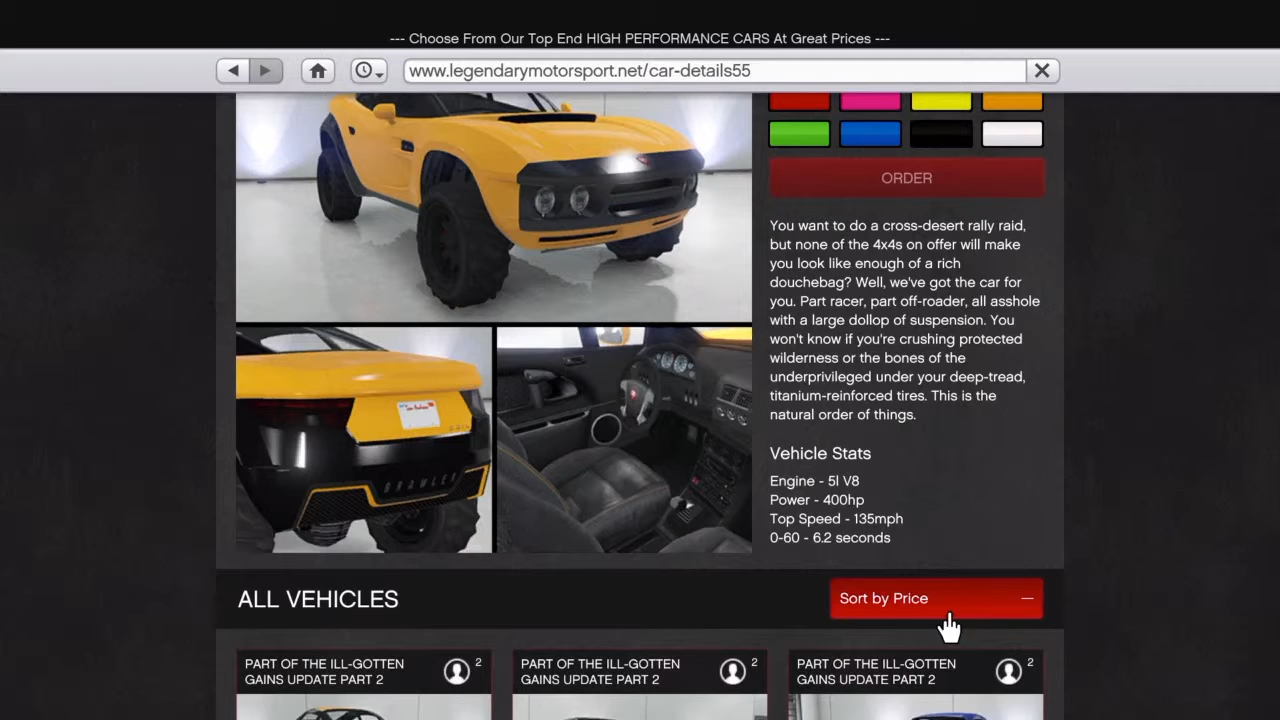 --- Choose From Our Top End HIGH PERFORMANCE CARS At Great Prices ---
www.legendarymotorsport.net/car-details55
ORDER
You want to do a cross-desert rally raid,
but none of the 4x4s on offer will make
you look like enough of a rich
douchebag? Well, we've got the car for
you. Part racer, part off-roader, all asshole
with a large dollop of suspension. You
won't know if you're crushing protected
wilderness or the bones of the
underprivileged under your deep-tread,
titanium-reinforced tires. This is the
natural order of things.
BRAWLER
Vehicle Stats
Engine - 5l V8
Power - 400hp
Top Speed - 135mph
0-60 - 6.2 seconds
ALL VEHICLES
Sort by Price
PART OF THE ILL-GOTTEN
GAINS UPDATE PART 2
2
PART OF THE ILL-GOTTEN
GAINS UPDATE PART 2
2
PART OF THE ILL-GOTTEN
GAINS UPDATE PART 2
2